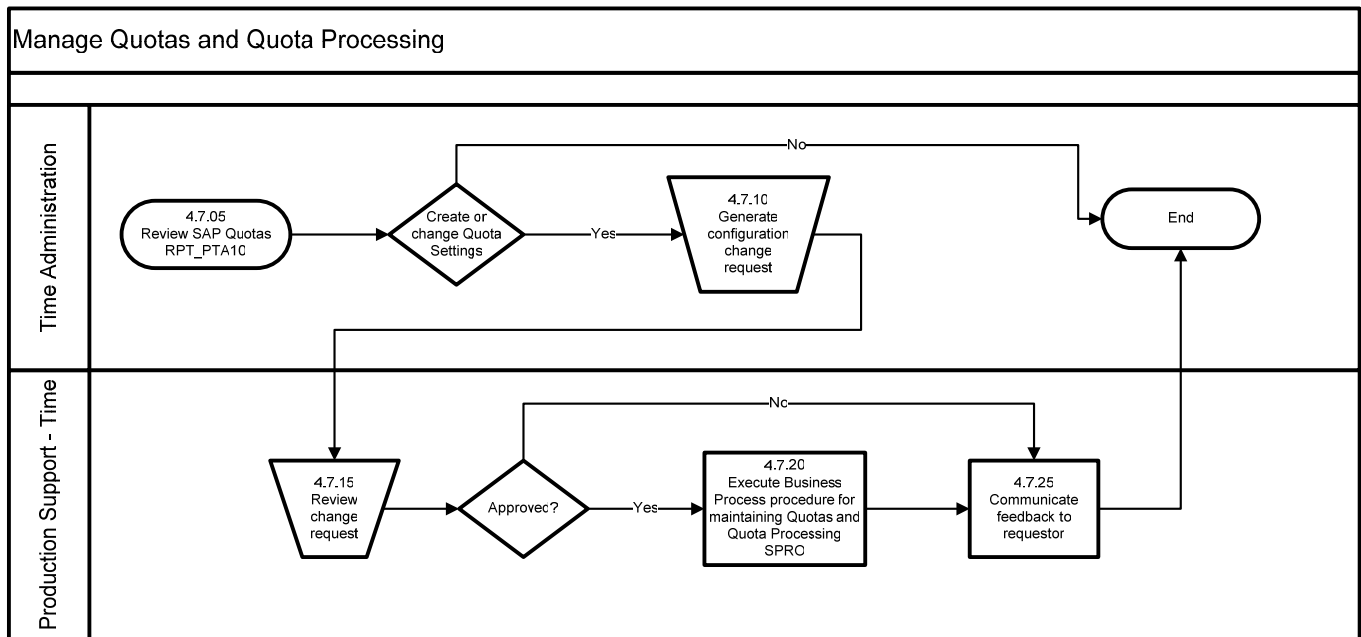 Manage Quotas and Quota Processing
Time Administration
4.7.05
Review SAP Quotas
RPT_PTA10
Create or
change Quota
Settings
No
Yes
4.7.10
Generate
configuration
change
request
End
Production Support - Time
4.7.15
Review
change
request
Approved?
No
Yes
4.7.20
Execute Business
Process procedure for
maintaining Quotas and
Quota Processing
SPRO
4.7.25
Communicate
feedback to
requestor